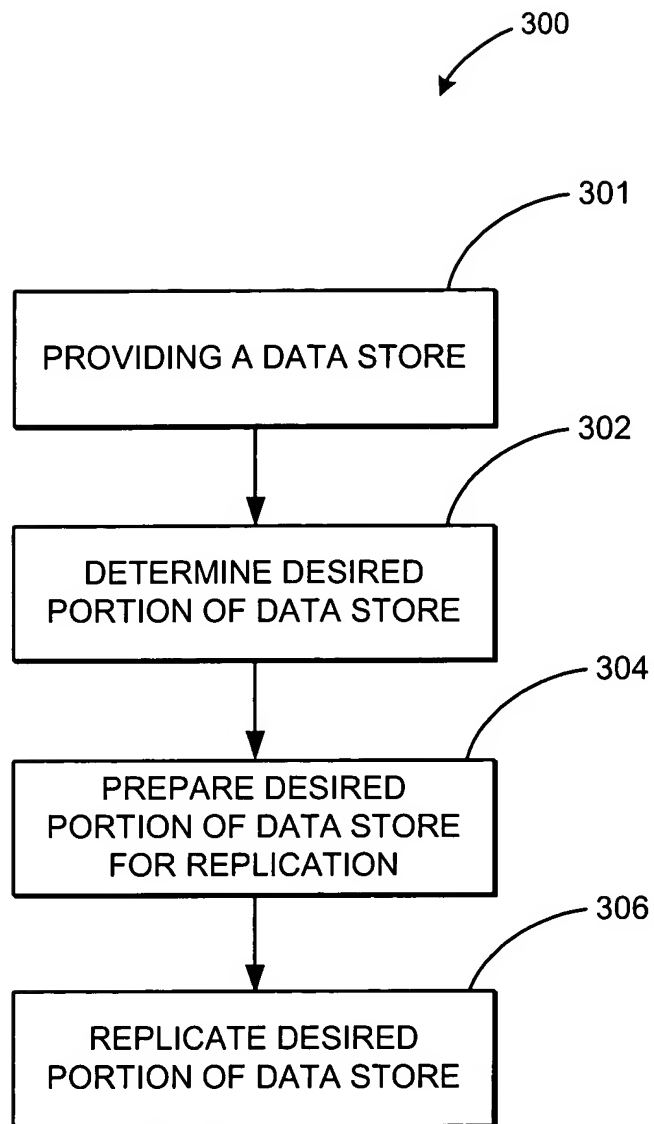 300
301
PROVIDING A DATA STORE
302
DETERMINE DESIRED
PORTION OF DATA STORE
304
PREPARE DESIRED
PORTION OF DATA STORE
FOR REPLICATION
306
REPLICATE DESIRED
PORTION OF DATA STORE